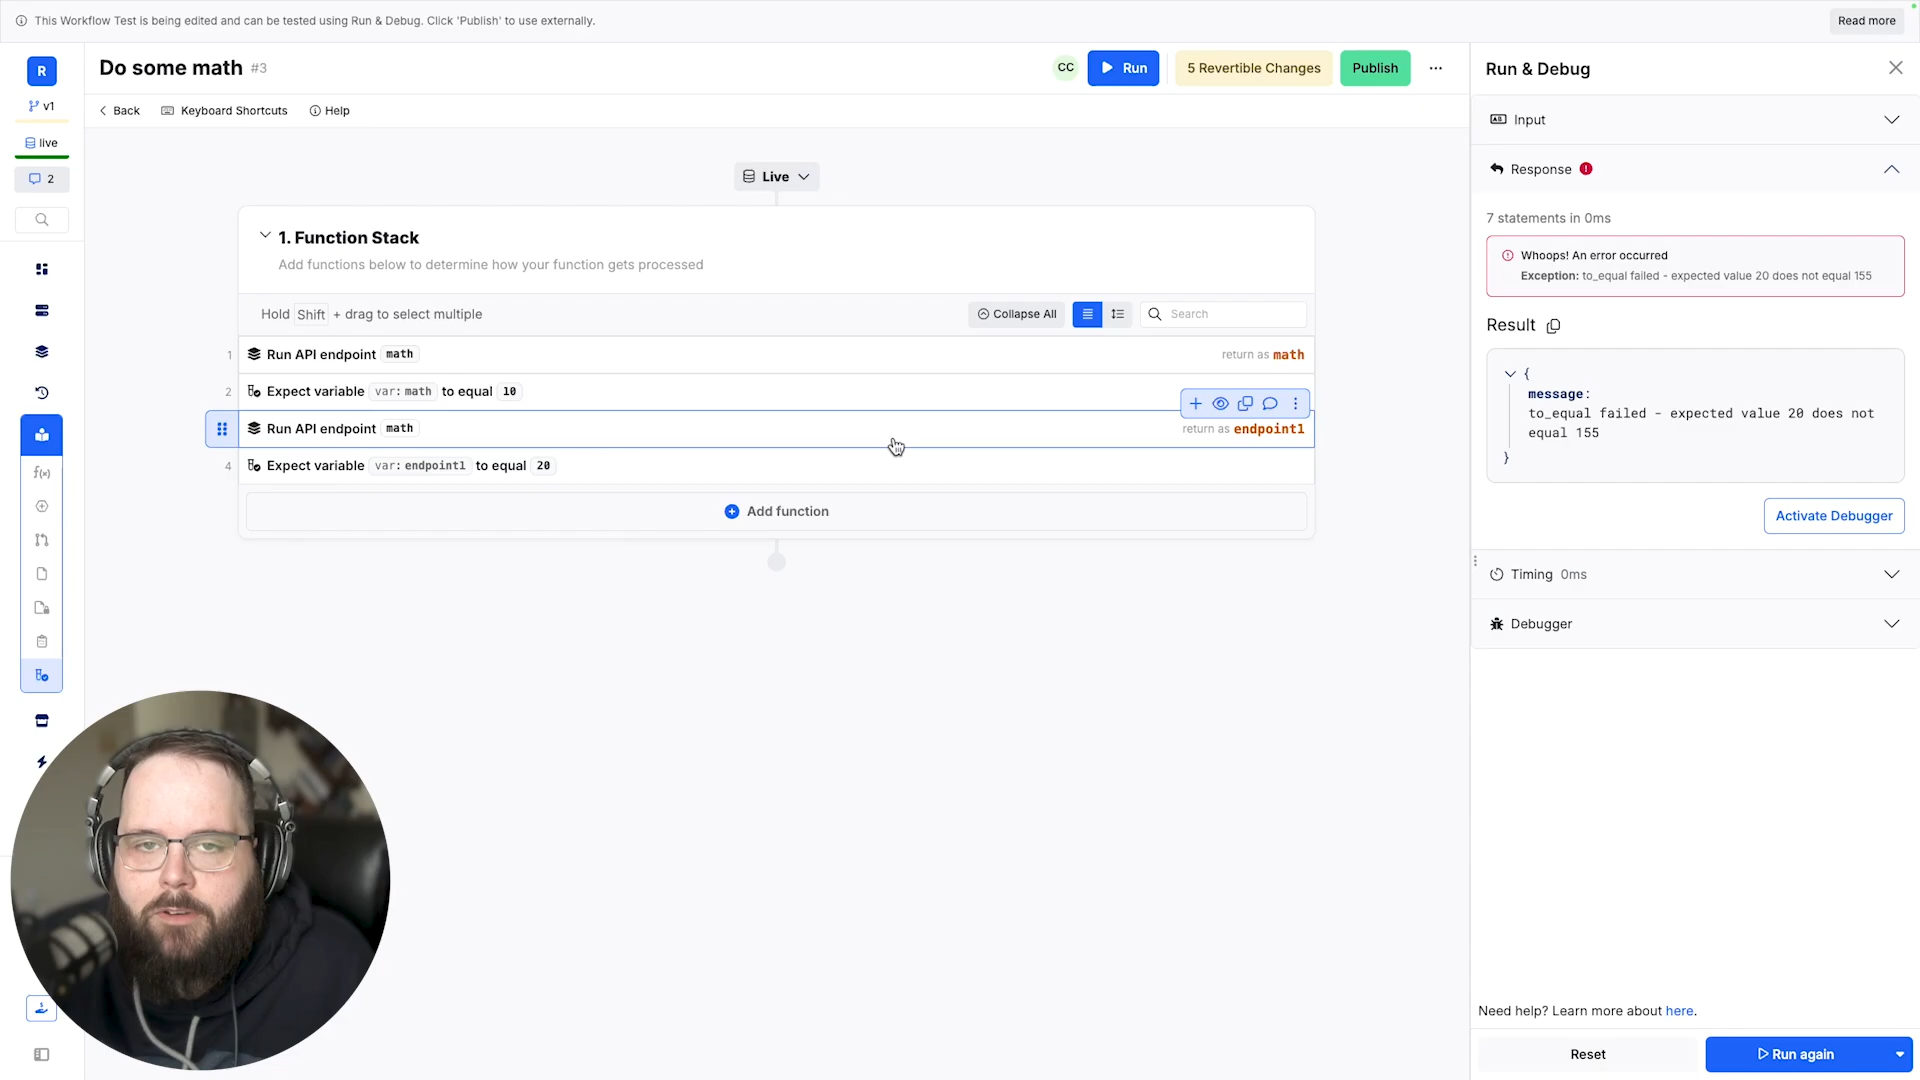 This Workflow Test is being edited and can be tested using Run & Debug. Click 'Publish' to use externally.
Read more
R
Do some math #3
CC
Run
5 Revertible Changes
Publish
Run & Debug
v1
Back
Keyboard Shortcuts
Help
Input
live
2
Live
Response
1. Function Stack
Add functions below to determine how your function gets processed
7 statements in 0ms
Whoops! An error occurred
Exception: to_equal failed - expected value 20 does not equal 155
Hold Shift + drag to select multiple
Collapse All
Search
Result
1 Run API endpoint math return as math
2 Expect variable var: math to equal 10
Run API endpoint math return as endpoint1
4 Expect variable var: endpoint1 to equal 20
Add function
{
message:
to_equal failed - expected value 20 does not
equal 155
}
Activate Debugger
f(x)
Timing 0ms
Debugger
Need help? Learn more about here.
Reset
Run again